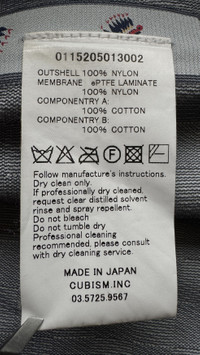 0115205013002
OUTSHELL 100% NYLON
MEMBRANE ePTFE LAMINATE
100% NYLON
COMPONENTRY A:
100% COTTON
COMPONENTRY B:
100% COTTON
Follow manufacture's instructions.
Dry clean only.
If professionally dry cleaned.
request clear distilled solvent
rinse and spray repellent.
Do not bleach
Do not tumble dry
Professional cleaning
recommended, please consult
with dry cleaning service.
MADE IN JAPAN
CUBISM.INC
03.5725.9567